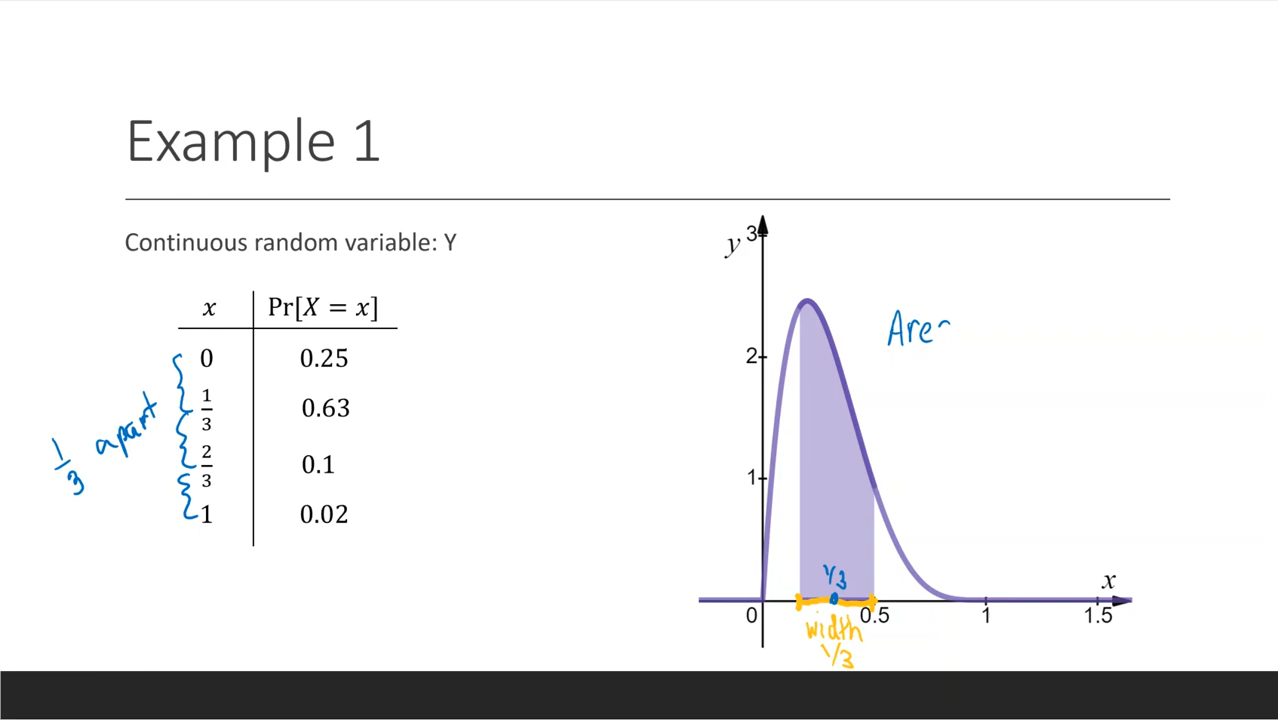 Example 1
Continuous random variable: Y
x Pr[X = x]
0 0.25
1/3 0.63
2/3 0.1
1 0.02
1/3 apart
y
3
2
1
0
0.5
1
1.5
x
1/3
width
1/3